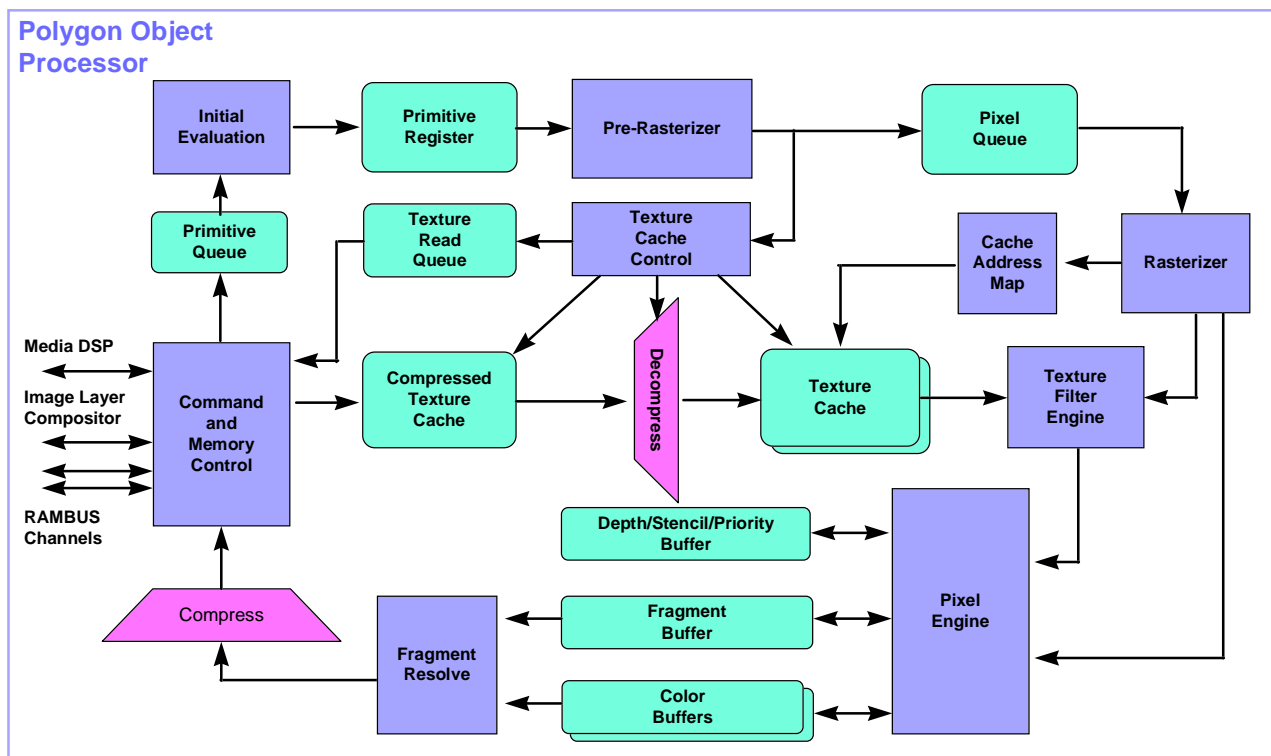 Polygon Object
Processor
Initial
Evaluation
Primitive
Register
Pre-Rasterizer
Pixel
Queue
Primitive
Queue
Texture
Read
Queue
Texture
Cache
Control
Cache
Address
Map
Rasterizer
Media DSP
Image Layer
Compositor
RAMBUS
Channels
Command
and
Memory
Control
Compressed
Texture
Cache
Decompress
Texture
Cache
Texture
Filter
Engine
Depth/Stencil/Priority
Buffer
Compress
Fragment
Resolve
Fragment
Buffer
Pixel
Engine
Color
Buffers